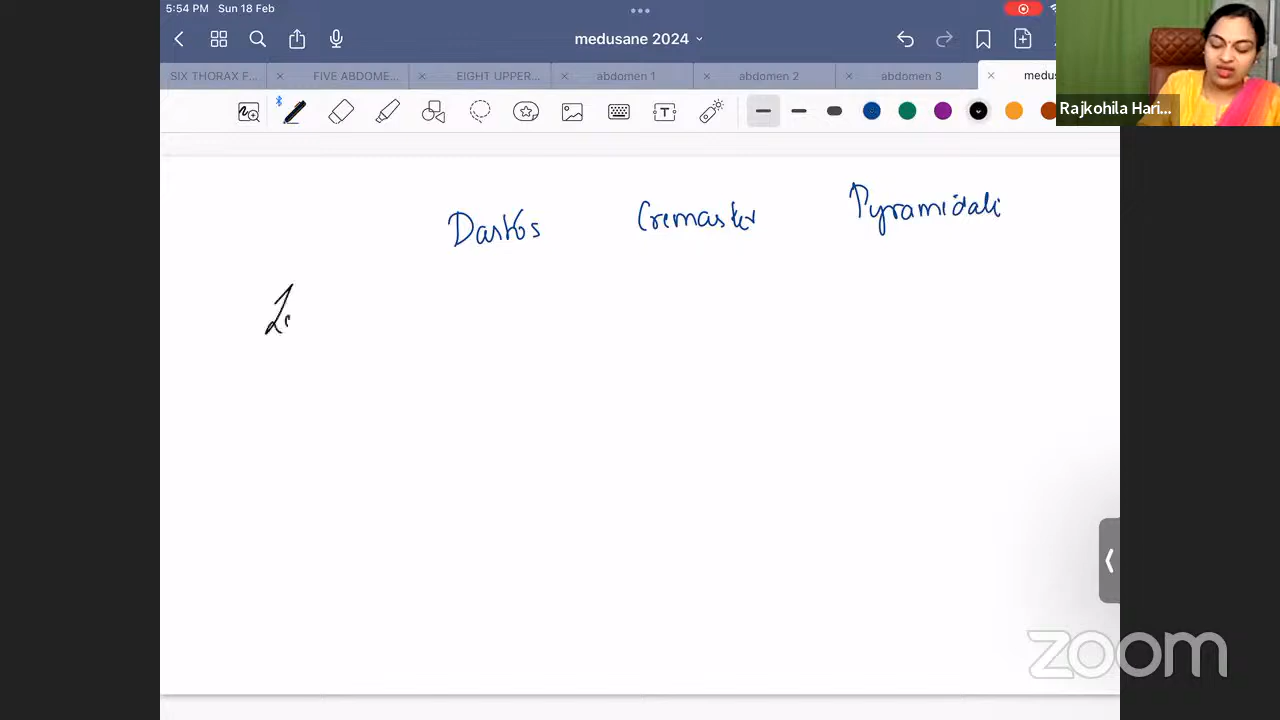 5:54 PM Sun 18 Feb
medusane 2024
SIX THORAX F...
FIVE ABDOME...
EIGHT UPPER...
abdomen 1
abdomen 2
abdomen 3
medus
T
Rajkohila Hari...
Dartos Cremaster Pyramidali
zoom